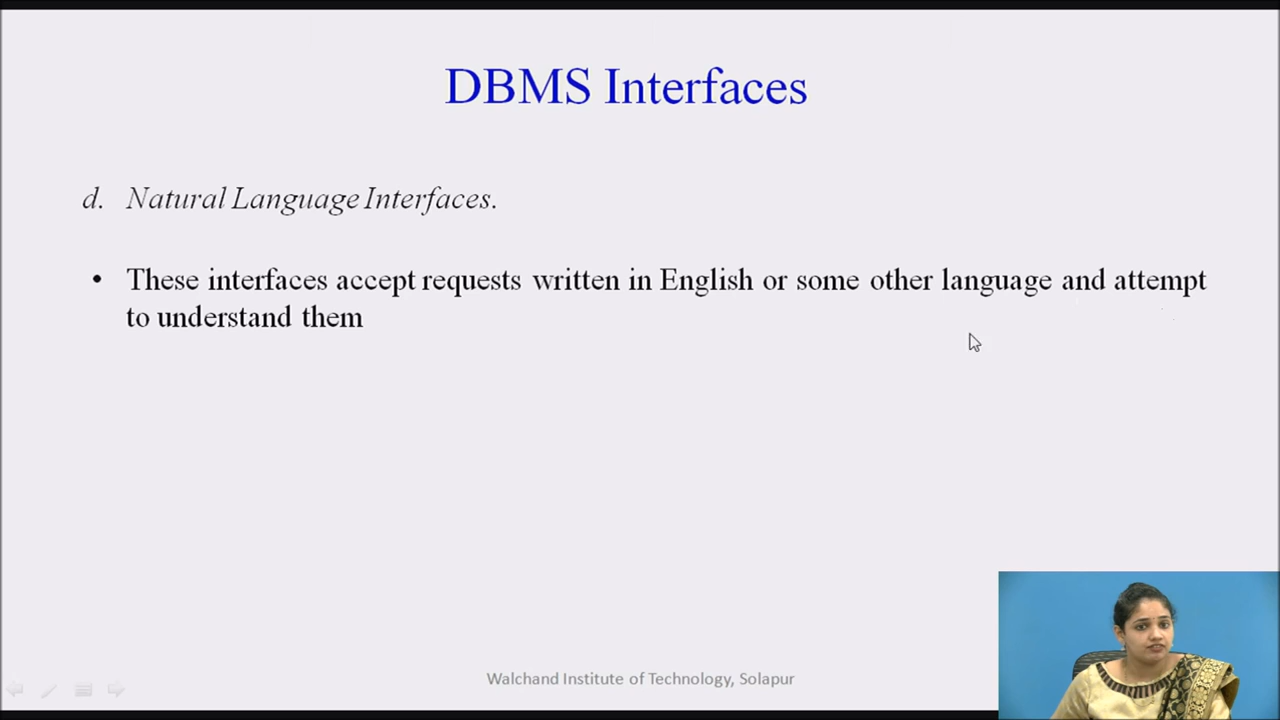 DBMS Interfaces
d. Natural Language Interfaces.
• These interfaces accept requests written in English or some other language and attempt
to understand them
Walchand Institute of Technology, Solapur